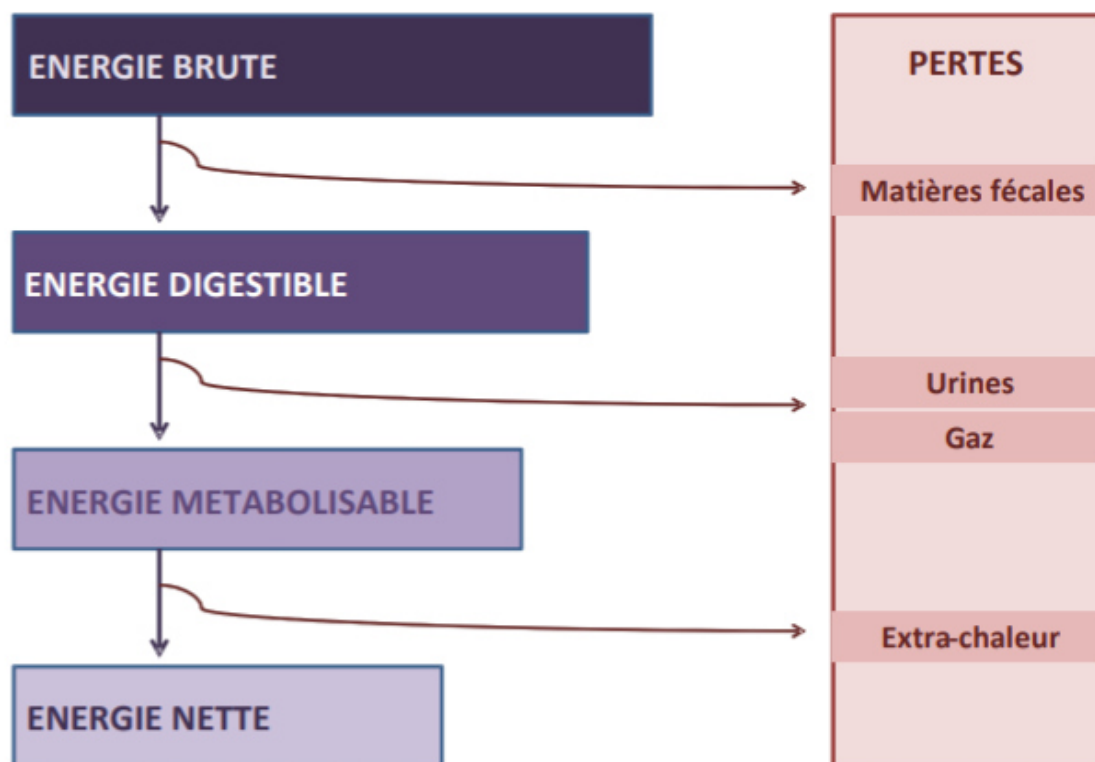 ENERGIE BRUTE
PERTES
Matières fécales
ENERGIE DIGESTIBLE
Urines
Gaz
ENERGIE METABOLISABLE
Extra-chaleur
ENERGIE NETTE